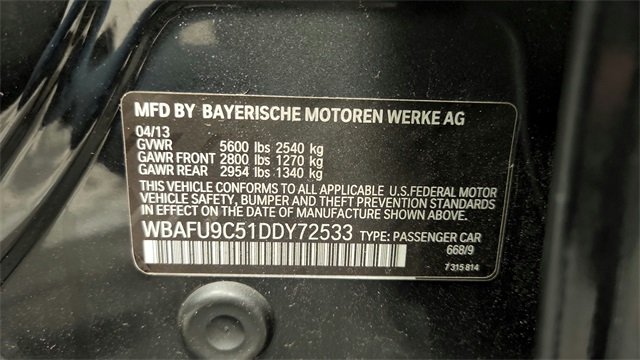 MFD BY BAYERISCHE MOTOREN WERKE AG
04/13
GVWR 5600 lbs 2540 kg
GAWR FRONT 2800 lbs 1270 kg
GAWR REAR 2954 lbs 1340 kg
THIS VEHICLE CONFORMS TO ALL APPLICABLE U.S.FEDERAL MOTOR
VEHICLE SAFETY, BUMPER AND THEFT PREVENTION STANDARDS
IN EFFECT ON THE DATE OF MANUFACTURE SHOWN ABOVE.
WBAFU9C51DDY72533 TYPE: PASSENGER CAR
668/9
7 315 814